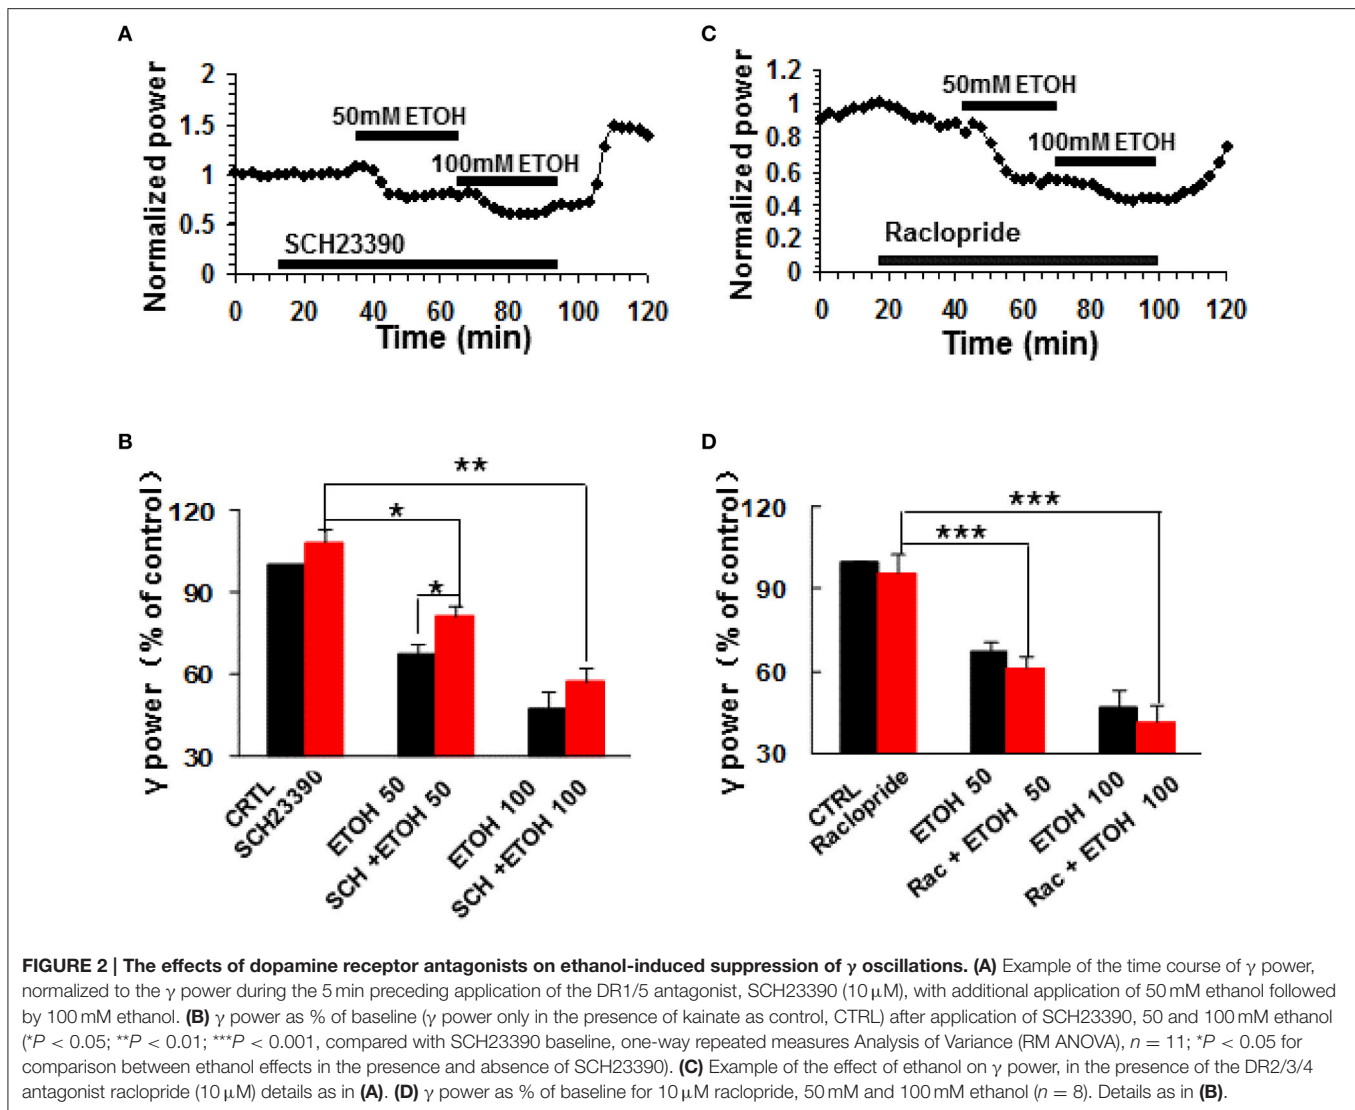 A
Normalized power
2
1.5
1
0.5
0
50mM ETOH
100mM ETOH
SCH23390
0 20 40 60 80 100 120
Time (min)
C
Normalized power
1.2
1
0.8
0.6
0.4
0.2
0
50mM ETOH
100mM ETOH
Raclopride
0 20 40 60 80 100 120
Time (min)
B
γ power (% of control)
120
90
60
30
**
*
*
CRTL
SCH23390
ETOH 50
SCH +ETOH 50
ETOH 100
SCH +ETOH 100
D
γ power (% of control)
120
90
60
30
***
***
CTRL
Raclopride
ETOH 50
Rac + ETOH 50
ETOH 100
Rac + ETOH 100
FIGURE 2 | The effects of dopamine receptor antagonists on ethanol-induced suppression of γ oscillations. (A) Example of the time course of γ power,
normalized to the γ power during the 5 min preceding application of the DR1/5 antagonist, SCH23390 (10 μM), with additional application of 50 mM ethanol followed
by 100 mM ethanol. (B) γ power as % of baseline (γ power only in the presence of kainate as control, CTRL) after application of SCH23390, 50 and 100 mM ethanol
(*P < 0.05; **P < 0.01; ***P < 0.001, compared with SCH23390 baseline, one-way repeated measures Analysis of Variance (RM ANOVA), n = 11; *P < 0.05 for
comparison between ethanol effects in the presence and absence of SCH23390). (C) Example of the effect of ethanol on γ power, in the presence of the DR2/3/4
antagonist raclopride (10 μM) details as in (A). (D) γ power as % of baseline for 10 μM raclopride, 50 mM and 100 mM ethanol (n = 8). Details as in (B).